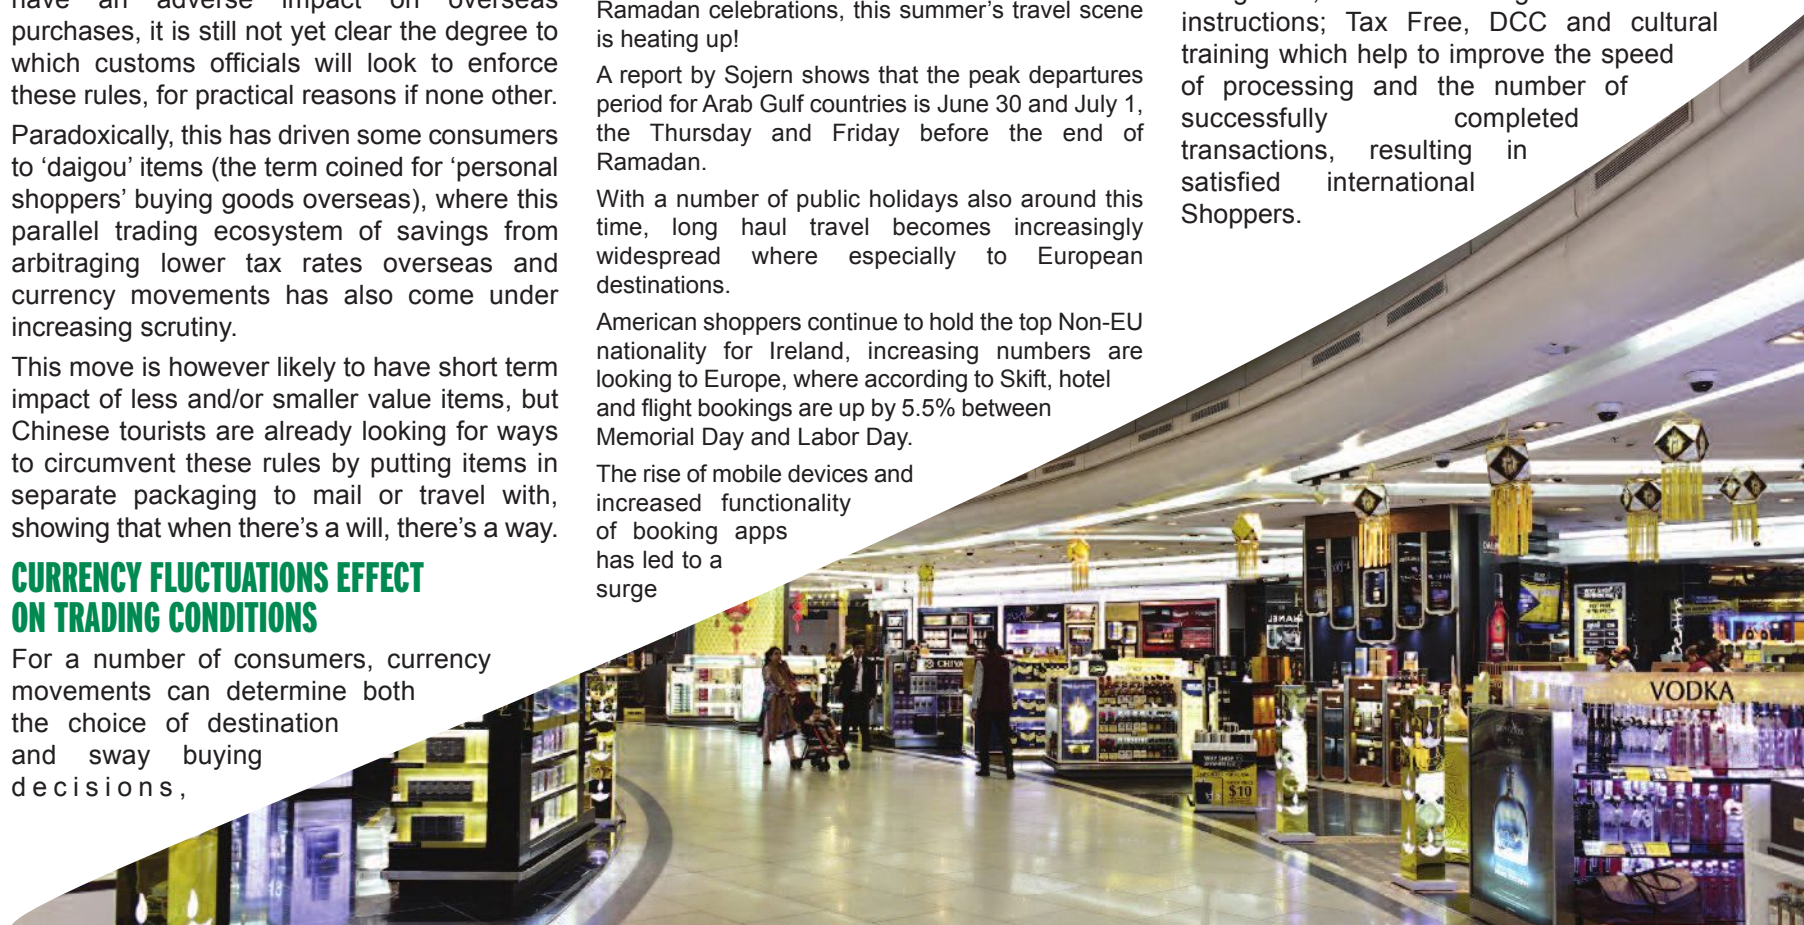 have an adverse impact on overseas
purchases, it is still not yet clear the degree to
which customs officials will look to enforce
these rules, for practical reasons if none other.
Paradoxically, this has driven some consumers
to ‘daigou’ items (the term coined for ‘personal
shoppers’ buying goods overseas), where this
parallel trading ecosystem of savings from
arbitraging lower tax rates overseas and
currency movements has also come under
increasing scrutiny.
This move is however likely to have short term
impact of less and/or smaller value items, but
Chinese tourists are already looking for ways
to circumvent these rules by putting items in
separate packaging to mail or travel with,
showing that when there’s a will, there’s a way.
CURRENCY FLUCTUATIONS EFFECT
ON TRADING CONDITIONS
For a number of consumers, currency
movements can determine both
the choice of destination
and sway buying
decisions,
Ramadan celebrations, this summer’s travel scene
is heating up!
A report by Sojern shows that the peak departures
period for Arab Gulf countries is June 30 and July 1,
the Thursday and Friday before the end of
Ramadan.
With a number of public holidays also around this
time, long haul travel becomes increasingly
widespread where especially to European
destinations.
American shoppers continue to hold the top Non-EU
nationality for Ireland, increasing numbers are
looking to Europe, where according to Skift, hotel
and flight bookings are up by 5.5% between
Memorial Day and Labor Day.
The rise of mobile devices and
increased functionality
of booking apps
has led to a
surge
instructions; Tax Free, DCC and cultural
training which help to improve the speed
of processing and the number of
successfully completed
transactions, resulting in
satisfied international
Shoppers.
VODKA
$10